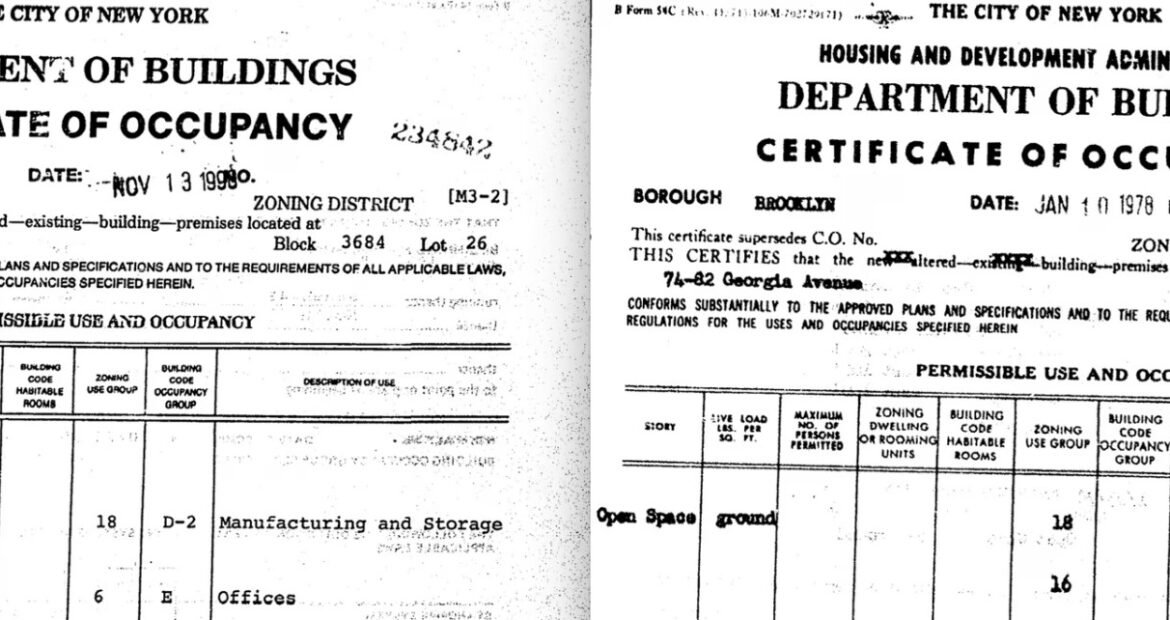 CITY OF NEW YORK
ENT OF BUILDINGS
ATE OF OCCUPANCY
234842
DATE: NOV 13 1990 NO.
ZONING DISTRICT [M3-2]
d—existing—building—premises located at
Block 3684 Lot 26
LANS AND SPECIFICATIONS AND TO THE REQUIREMENTS OF ALL APPLICABLE LAWS,
CCUPANCIES SPECIFIED HEREIN.
ISSIBLE USE AND OCCUPANCY
BUILDING CODE HABITABLE ROOMS
ZONING USE GROUP
BUILDING CODE OCCUPANCY GROUP
DESCRIPTION OF USE
18 D-2 Manufacturing and Storage
6 E Offices
B Form 54C
THE CITY OF NEW YORK
HOUSING AND DEVELOPMENT ADMIN
DEPARTMENT OF BUI
CERTIFICATE OF OCCU
BOROUGH BROOKLYN DATE: JAN 10 1978
This certificate supersedes C.O. No. ZON
THIS CERTIFIES that the new altered—existing—building—premises
74-82 Georgia Avenue
CONFORMS SUBSTANTIALLY TO THE APPROVED PLANS AND SPECIFICATIONS AND TO THE REQU
REGULATIONS FOR THE USES AND OCCUPANCIES SPECIFIED HEREIN
PERMISSIBLE USE AND OCC
STORY
LIVE LOAD LBS. PER SQ. FT.
MAXIMUM NO. OF PERSONS PERMITTED
ZONING DWELLING OR ROOMING UNITS
BUILDING CODE HABITABLE ROOMS
ZONING USE GROUP
BUILDING CODE OCCUPANCY GROUP
Open Space ground 18
16